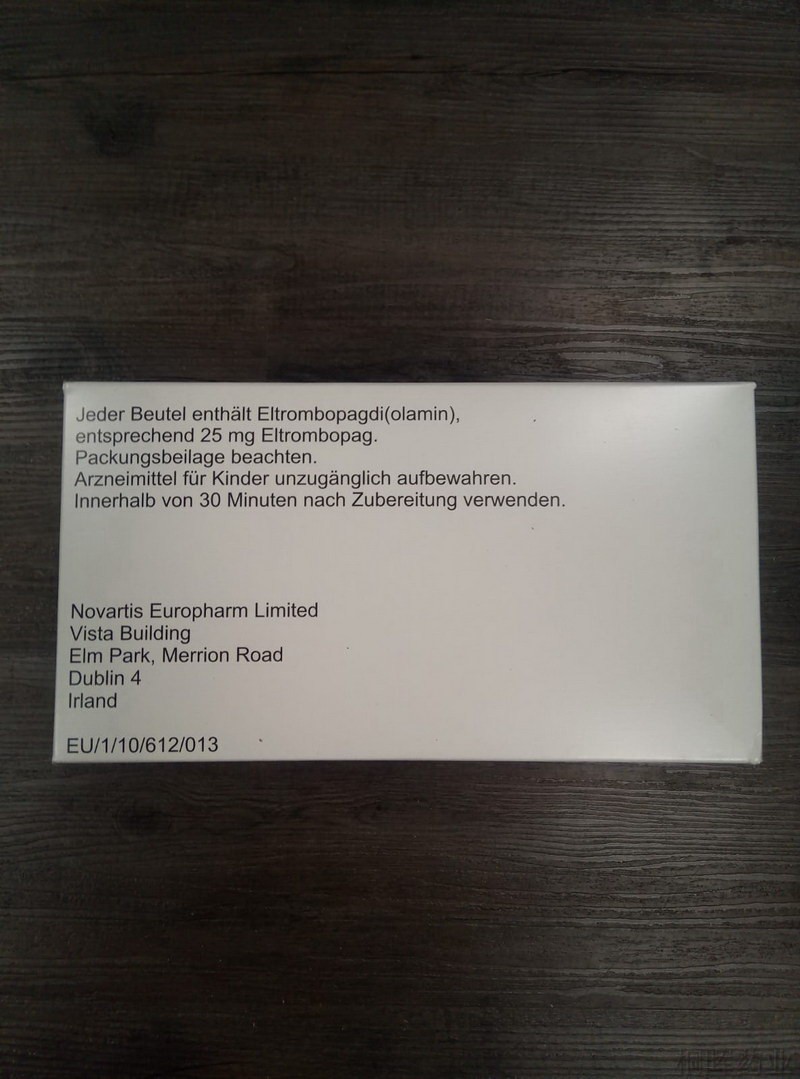 Jeder Beutel enthält Eltrombopagdi(olamin),
entsprechend 25 mg Eltrombopag.
Packungsbeilage beachten.
Arzneimittel für Kinder unzugänglich aufbewahren.
Innerhalb von 30 Minuten nach Zubereitung verwenden.
Novartis Europharm Limited
Vista Building
Elm Park, Merrion Road
Dublin 4
Irland
EU/1/10/612/013